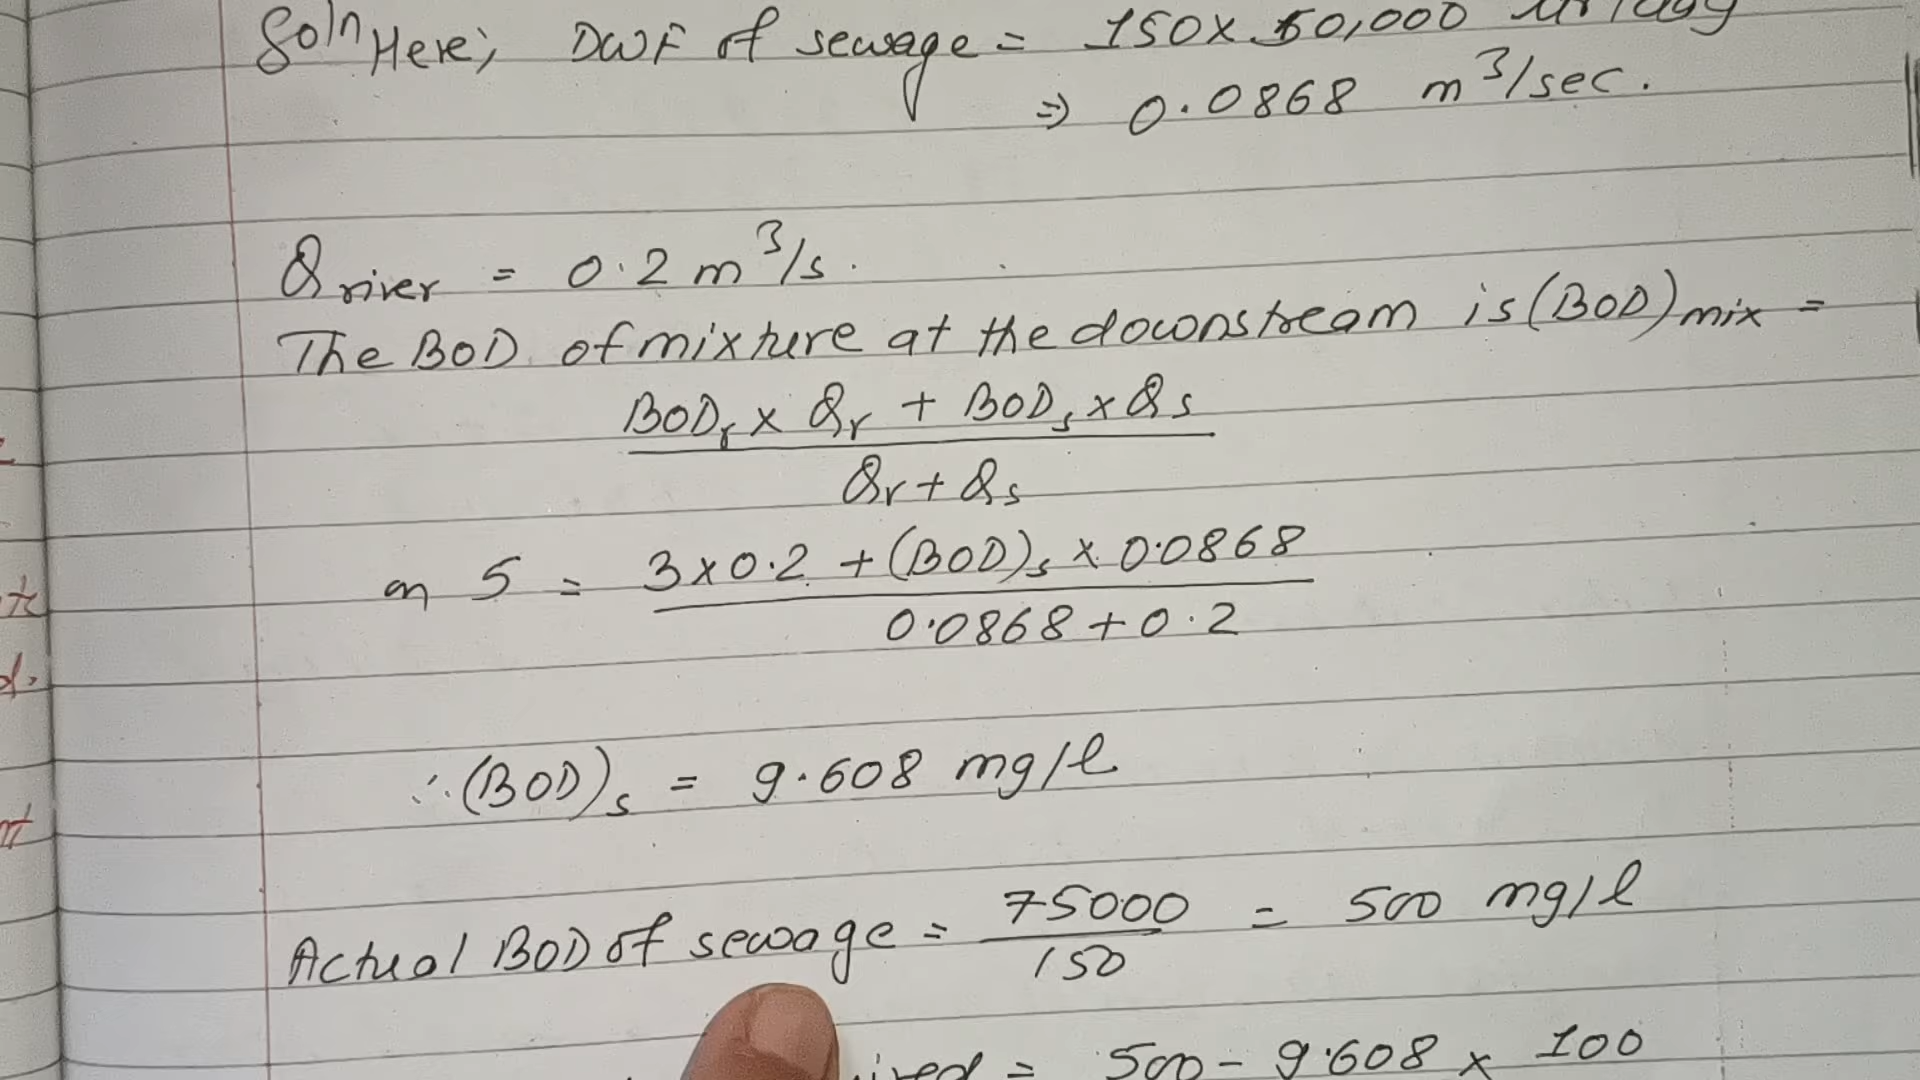 Soln Here; DWF of sewage = 150 x 50,000
=> 0.0868 m³/sec.
Q river = 0.2 m³/s.
The BOD of mixture at the downstream is (BOD) mix =
BODr x Qr + BODs x Qs
Qr + Qs
or 5 = 3 x 0.2 + (BOD)s x 0.0868
0.0868 + 0.2
∴ (BOD)s = 9.608 mg/l
Actual BOD of sewage = 75000 = 500 mg/l
150
= 500 - 9.608 x 100